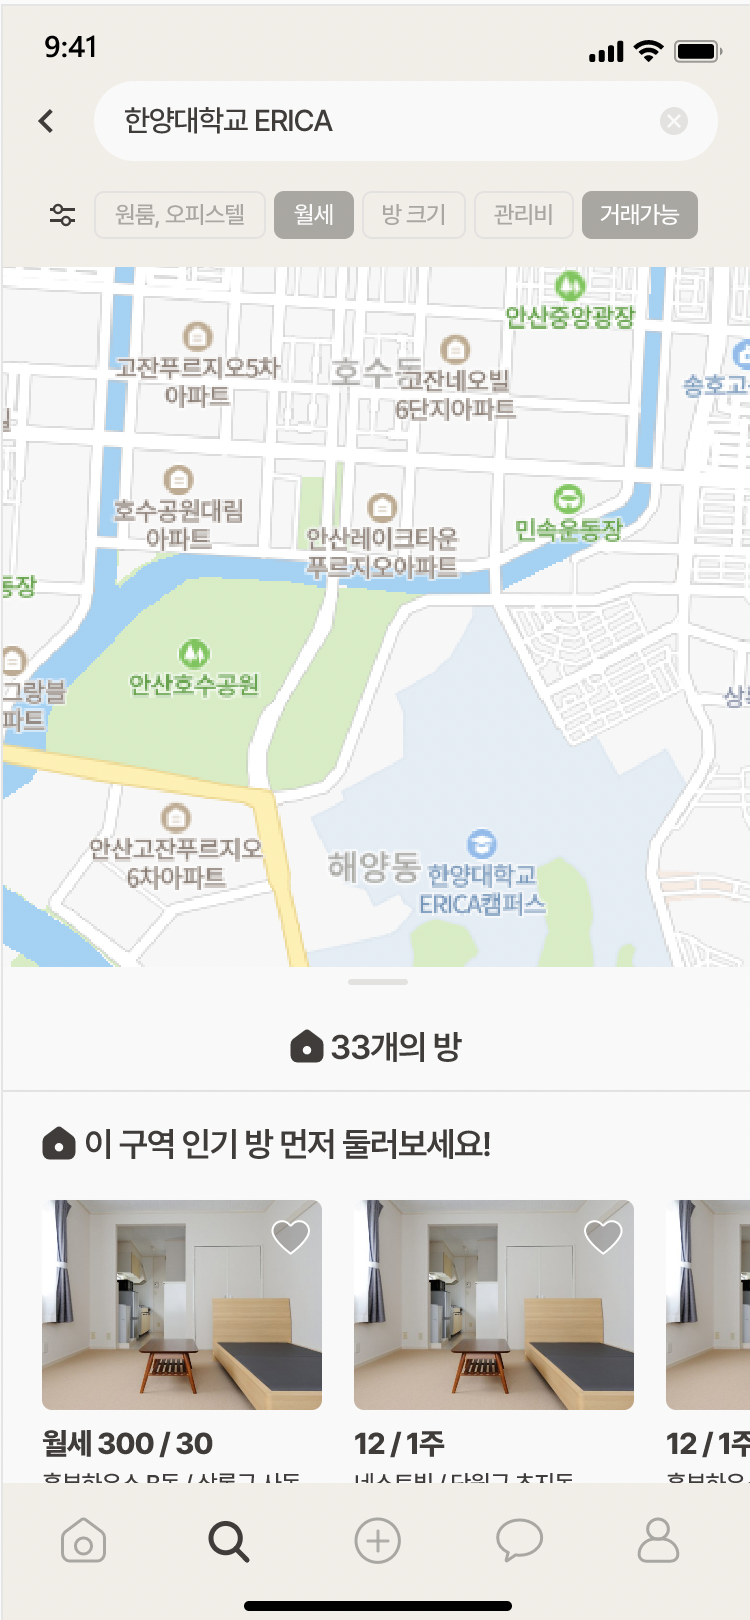 9:41
한양대학교 ERICA
원룸, 오피스텔
월세
방 크기
관리비
거래가능
안산중앙광장
고잔푸르지오5차
아파트
호수동
고잔네오빌
6단지아파트
송호고
호수공원대림
아파트
안산레이크타운
푸르지오아파트
민속운동장
동장
안산호수공원
그랑블
파트
안산고잔푸르지오
6차아파트
해양동
한양대학교
ERICA캠퍼스
33개의 방
이 구역 인기 방 먼저 둘러보세요!
월세 300 / 30
12 / 1주
12 / 1주